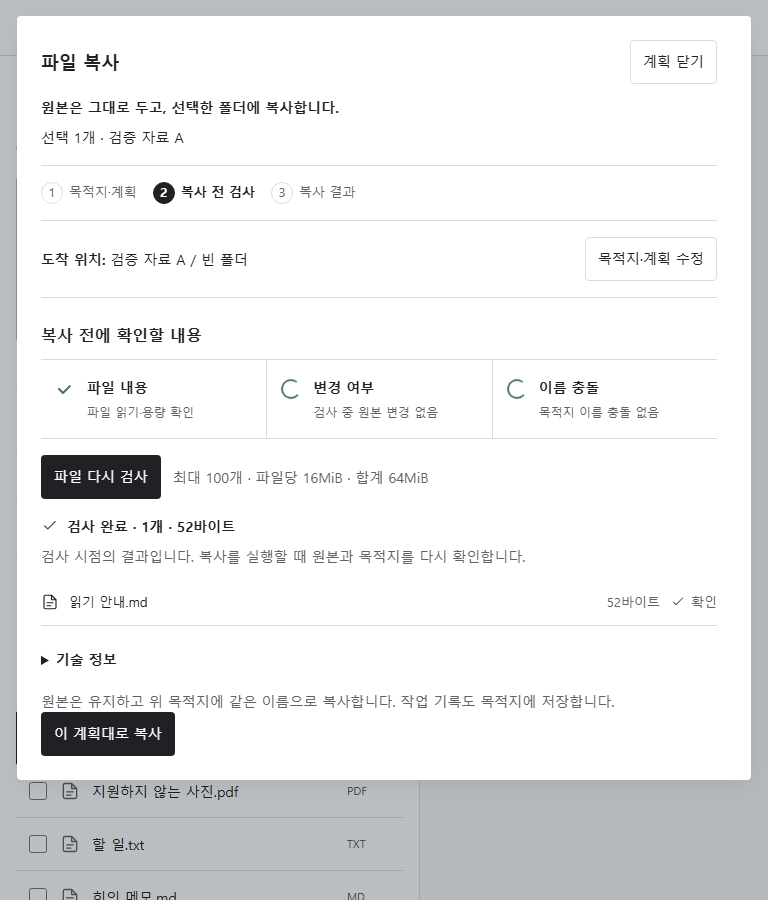 파일 복사
계획 닫기
원본은 그대로 두고, 선택한 폴더에 복사합니다.
선택 1개 · 검증 자료 A
1 목적지·계획 2 복사 전 검사 3 복사 결과
도착 위치: 검증 자료 A / 빈 폴더
목적지·계획 수정
복사 전에 확인할 내용
파일 내용
파일 읽기·용량 확인
변경 여부
검사 중 원본 변경 없음
이름 충돌
목적지 이름 충돌 없음
파일 다시 검사
최대 100개 · 파일당 16MiB · 합계 64MiB
검사 완료 · 1개 · 52바이트
검사 시점의 결과입니다. 복사를 실행할 때 원본과 목적지를 다시 확인합니다.
읽기 안내.md 52바이트 확인
기술 정보
원본은 유지하고 위 목적지에 같은 이름으로 복사합니다. 작업 기록도 목적지에 저장합니다.
이 계획대로 복사
지원하지 않는 사진.pdf PDF
할 일.txt TXT
회의 메모.md MD